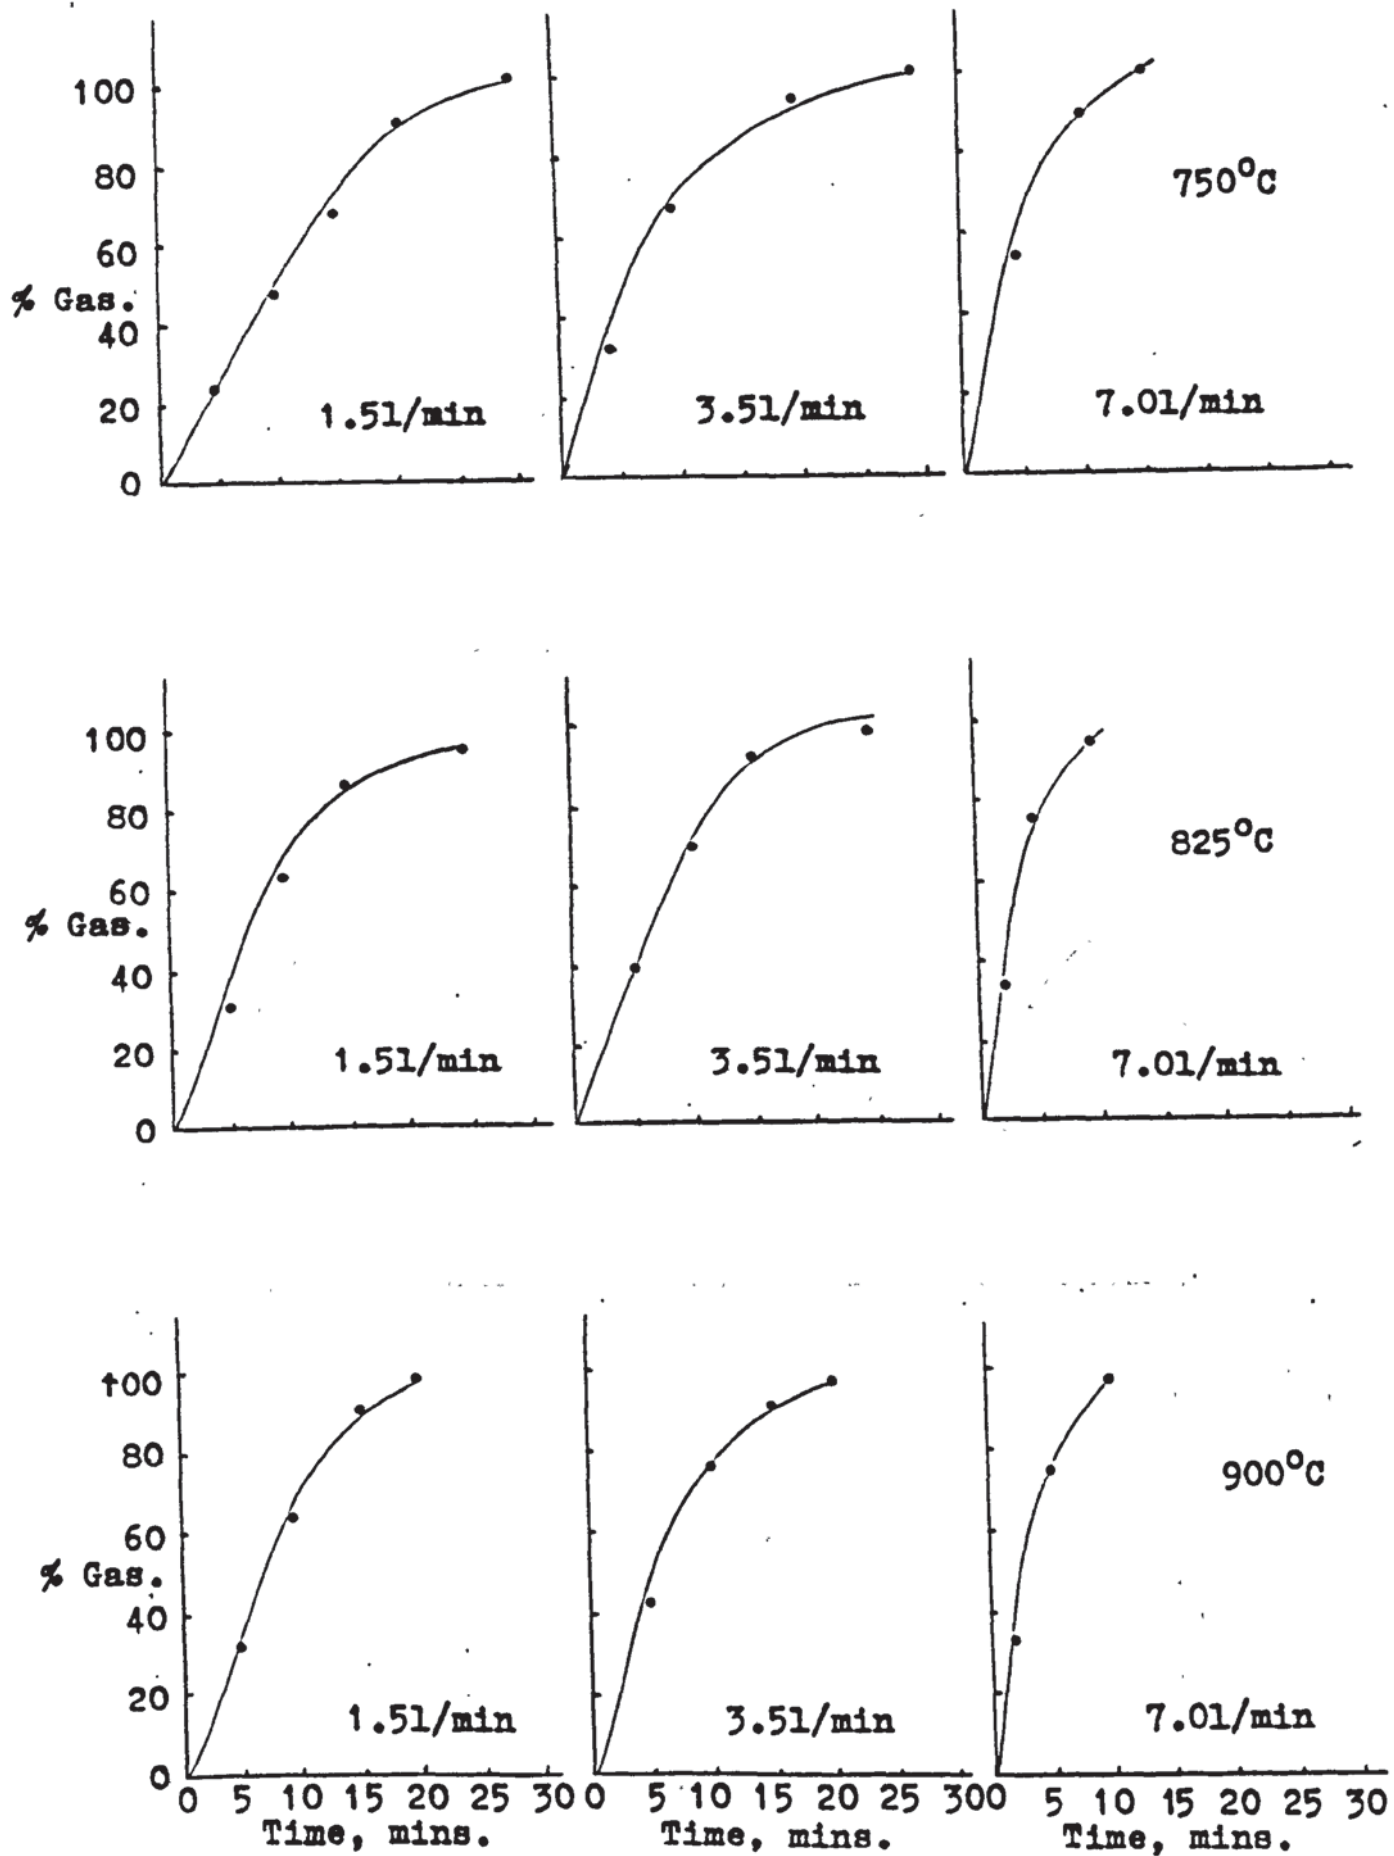 100
80
60
% Gas.
40
20
0
1.5l/min
3.5l/min
7.0l/min
750°C
100
80
60
% Gas.
40
20
0
1.5l/min
3.5l/min
7.0l/min
825°C
100
80
60
% Gas.
40
20
0
1.5l/min
3.5l/min
7.0l/min
900°C
0 5 10 15 20 25 30 0 5 10 15 20 25 30 0 5 10 15 20 25 30
Time, mins. Time, mins. Time, mins.